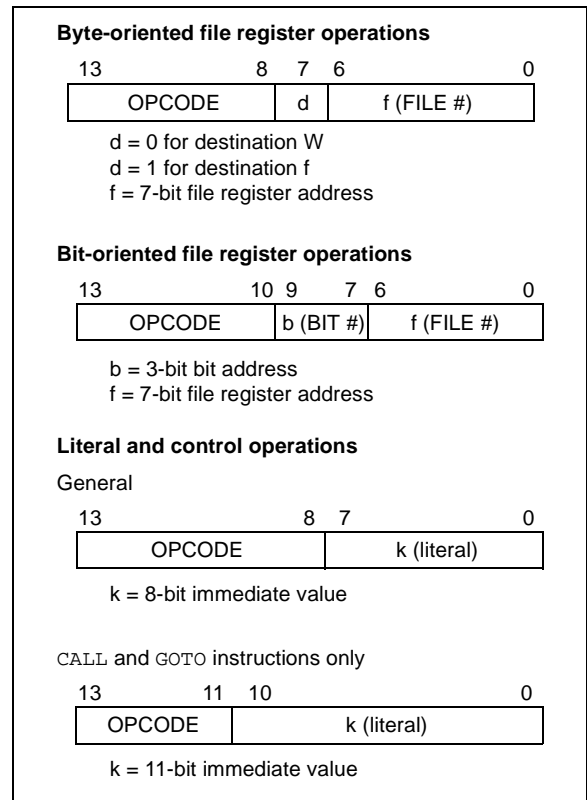 Byte-oriented file register operations
13 8 7 6 0
OPCODE d f (FILE #)
d = 0 for destination W
d = 1 for destination f
f = 7-bit file register address
Bit-oriented file register operations
13 10 9 7 6 0
OPCODE b (BIT #) f (FILE #)
b = 3-bit bit address
f = 7-bit file register address
Literal and control operations
General
13 8 7 0
OPCODE k (literal)
k = 8-bit immediate value
CALL and GOTO instructions only
13 11 10 0
OPCODE k (literal)
k = 11-bit immediate value